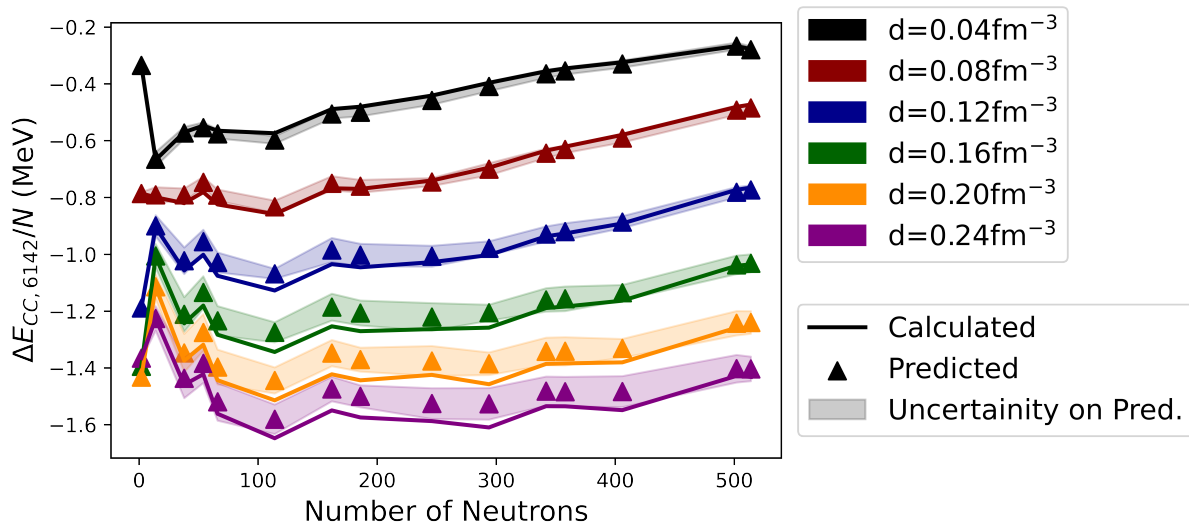 −0.2
−0.4
−0.6
−0.8
−1.0
−1.2
−1.4
−1.6
ΔE_{CC, 6142}/N (MeV)
0
100
200
300
400
500
Number of Neutrons
d=0.04fm⁻³
d=0.08fm⁻³
d=0.12fm⁻³
d=0.16fm⁻³
d=0.20fm⁻³
d=0.24fm⁻³
Calculated
Predicted
Uncertainity on Pred.